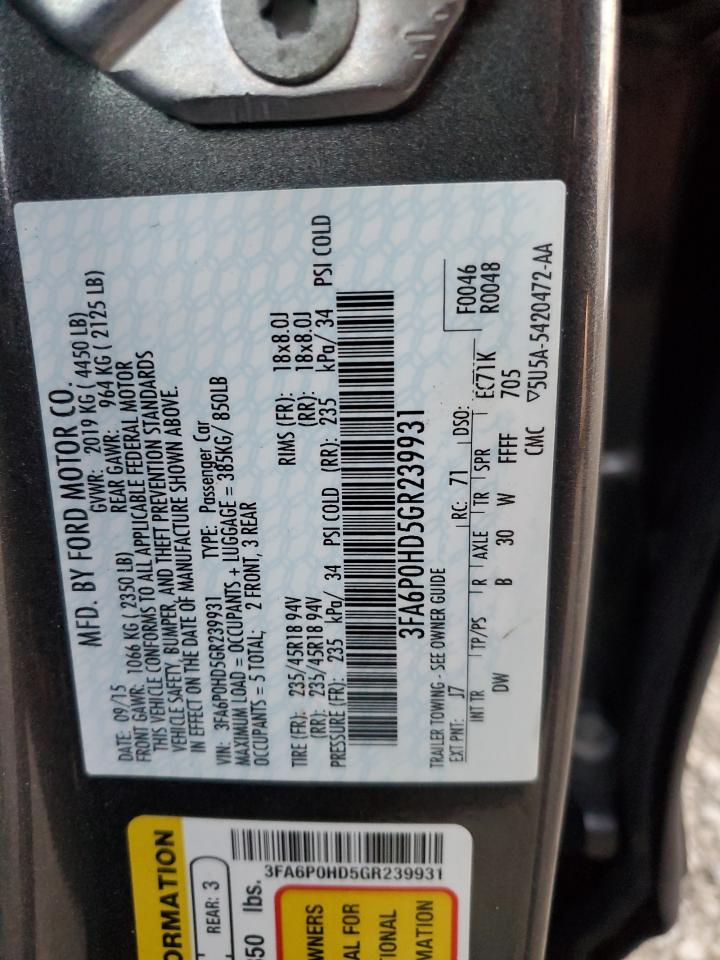 MFD. BY FORD MOTOR CO.
DATE: 09/15 GVWR: 2019 KG ( 4450 LB)
FRONT GAWR: 1066 KG ( 2350 LB) REAR GAWR: 964 KG ( 2125 LB)
THIS VEHICLE CONFORMS TO ALL APPLICABLE FEDERAL MOTOR
VEHICLE SAFETY, BUMPER, AND THEFT PREVENTION STANDARDS
IN EFFECT ON THE DATE OF MANUFACTURE SHOWN ABOVE.
VIN: 3FA6P0HD5GR239931 TYPE: Passenger Car
MAXIMUM LOAD = OCCUPANTS + LUGGAGE = 385KG/ 850LB
OCCUPANTS = 5 TOTAL; 2 FRONT, 3 REAR
TIRE (FR): 235/45R18 94V RIMS (FR): 18x8.0J
(RR): 235/45R18 94V (RR): 18x8.0J
PRESSURE (FR): 235 kPa/ 34 PSI COLD (RR): 235 kPa/ 34 PSI COLD
3FA6P0HD5GR239931
TRAILER TOWING - SEE OWNER GUIDE
EXT PNT: J7 RC: 71 DSO: F0046
INT TR TP/PS R AXLE TR SPR EC71K R0048
DW B 30 W FFFF 705
CMC ▽5U5A-5420472-AA
ORMATION
REAR: 3
lbs.
3FA6P0HD5GR239931
WNERS
AL FOR
TIONAL
MATION